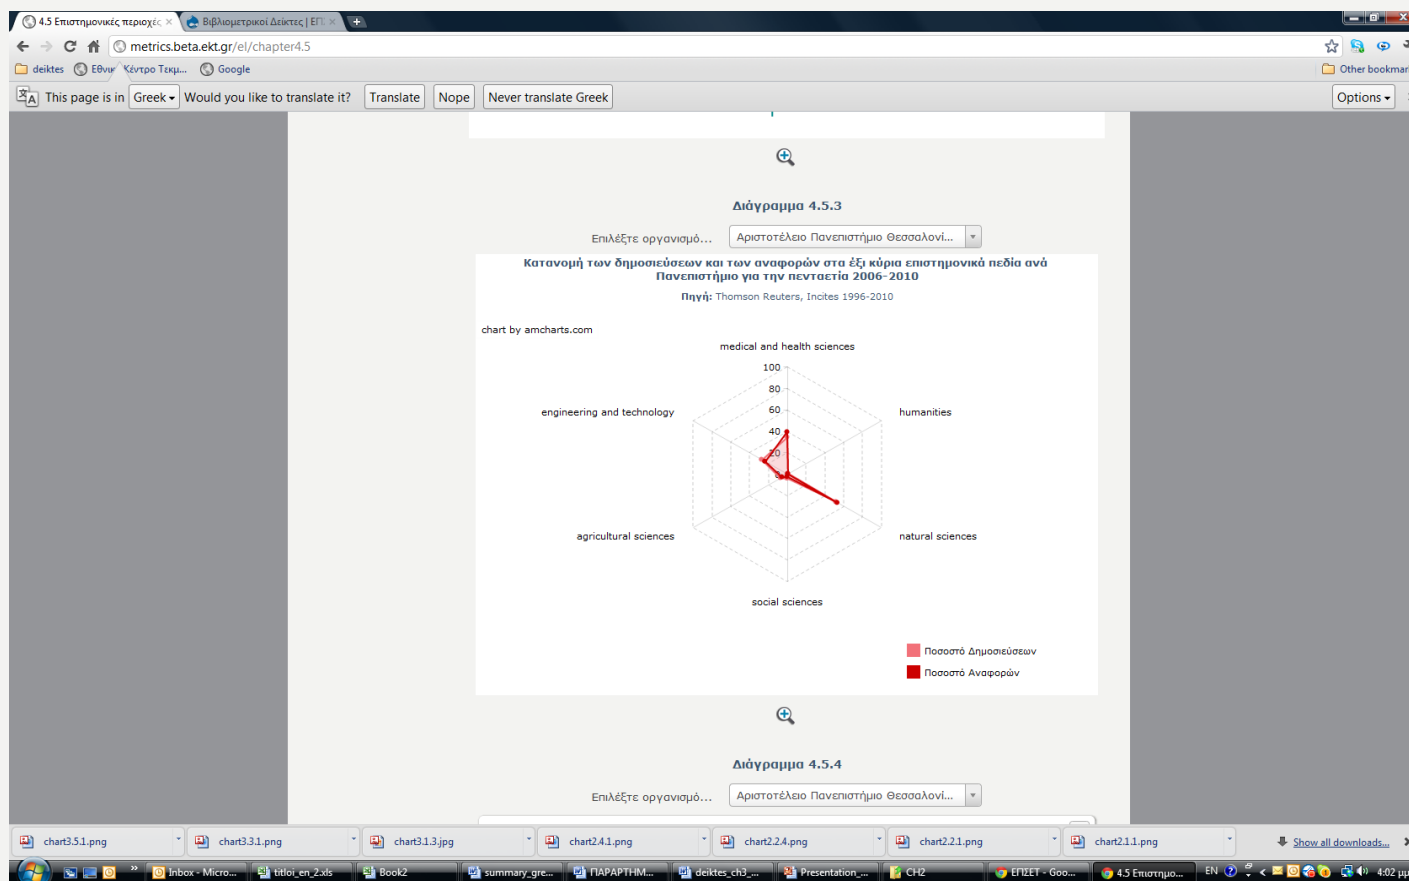 4.5 Επιστημονικές περιοχές
Βιβλιομετρικοί Δείκτες | ΕΠΣ
metrics.beta.ekt.gr/el/chapter4.5
deiktes
Κέντρο Τεκμ...
Google
Other bookmar
This page is in Greek Would you like to translate it? Translate Nope Never translate Greek
Options
Διάγραμμα 4.5.3
Επιλέξτε οργανισμό... Αριστοτέλειο Πανεπιστήμιο Θεσσαλονί...
Κατανομή των δημοσιεύσεων και των αναφορών στα έξι κύρια επιστημονικά πεδία ανά
Πανεπιστήμιο για την πενταετία 2006-2010
Πηγή: Thomson Reuters, Incites 1996-2010
chart by amcharts.com
medical and health sciences
100
80
engineering and technology
60
humanities
40
20
0
agricultural sciences
natural sciences
social sciences
Ποσοστό Δημοσιεύσεων
Ποσοστό Αναφορών
Διάγραμμα 4.5.4
Επιλέξτε οργανισμό... Αριστοτέλειο Πανεπιστήμιο Θεσσαλονί...
chart3.5.1.png chart3.3.1.png chart3.1.3.jpg chart2.4.1.png chart2.2.4.png chart2.2.1.png chart2.1.1.png Show all downloads...
Inbox - Micro... titloi_en_2.xls Book2 summary_gre... ΠΑΡΑΡΤΗΜ... deiktes_ch3_... Presentation_... CH2 ΕΠΣΕΤ - Goo... 4.5 Επιστημο... EN 4:02 μμ